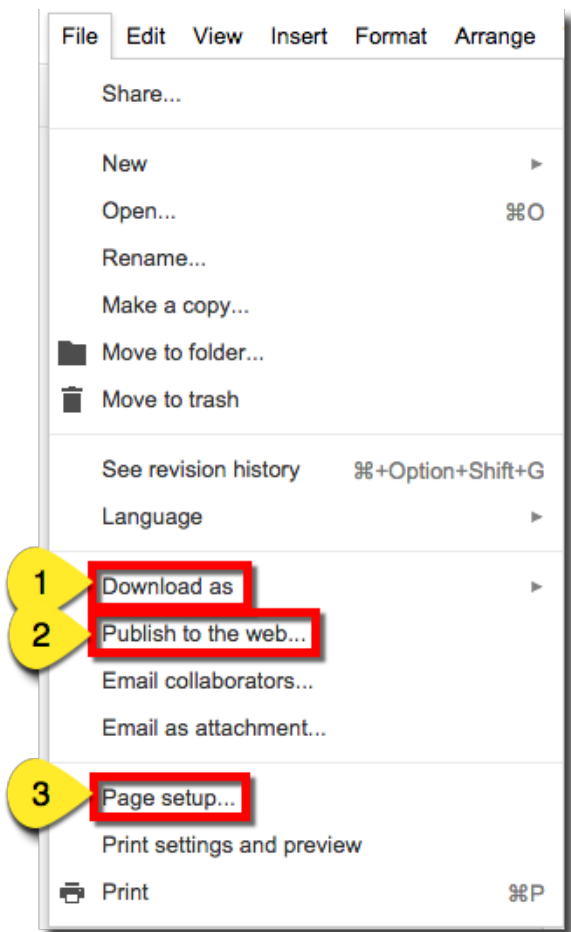 File Edit View Insert Format Arrange
Share...
New ►
Open... ⌘O
Rename...
Make a copy...
Move to folder...
Move to trash
See revision history ⌘+Option+Shift+G
Language ►
1 Download as ►
2 Publish to the web...
Email collaborators...
Email as attachment...
3 Page setup...
Print settings and preview
Print ⌘P